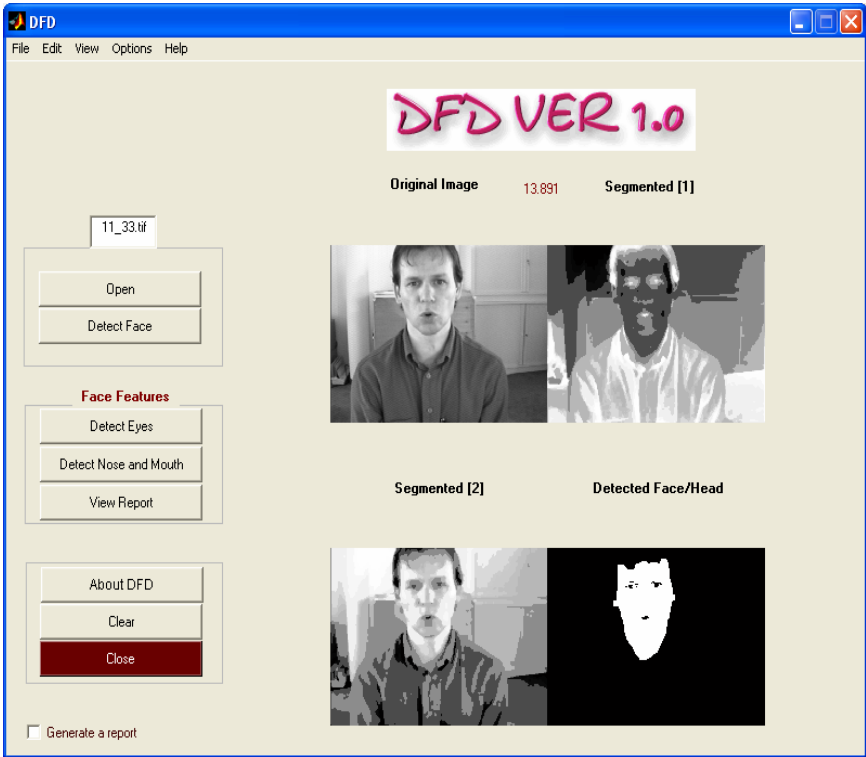 DFD
File Edit View Options Help
DFD VER 1.0
Original Image 13.891 Segmented [1]
11_33.tif
Open
Detect Face
Face Features
Detect Eyes
Detect Nose and Mouth
View Report
Segmented [2] Detected Face/Head
About DFD
Clear
Close
Generate a report